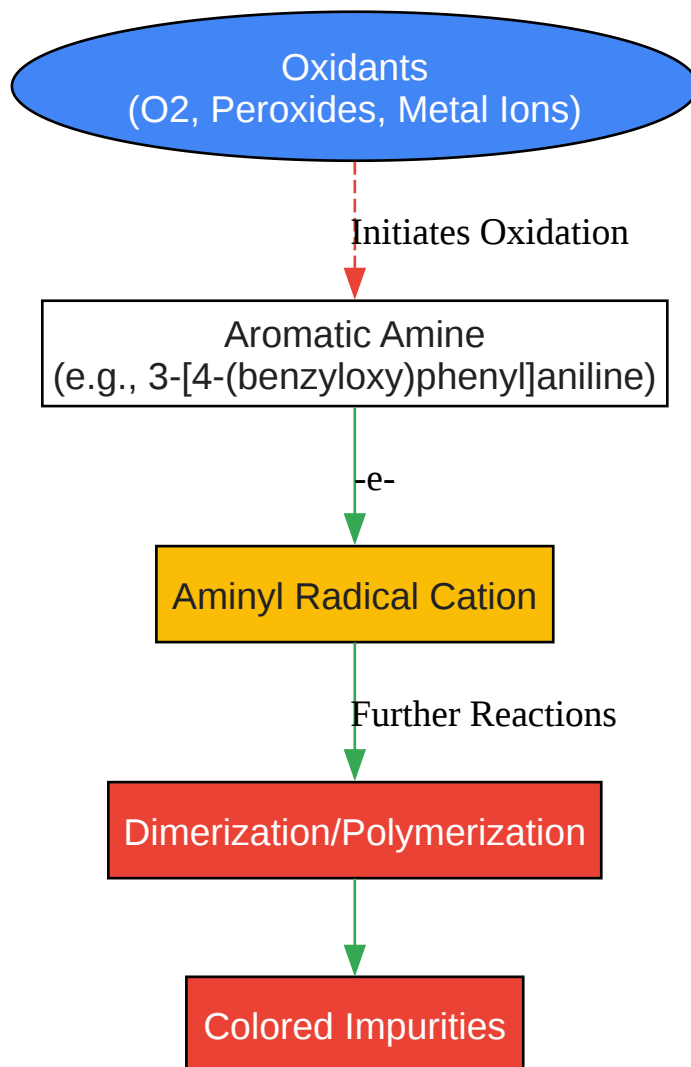 Oxidants
(O2, Peroxides, Metal Ions)
Initiates Oxidation
Aromatic Amine
(e.g., 3-[4-(benzyloxy)phenyl]aniline)
-e-
Aminyl Radical Cation
Further Reactions
Dimerization/Polymerization
Colored Impurities